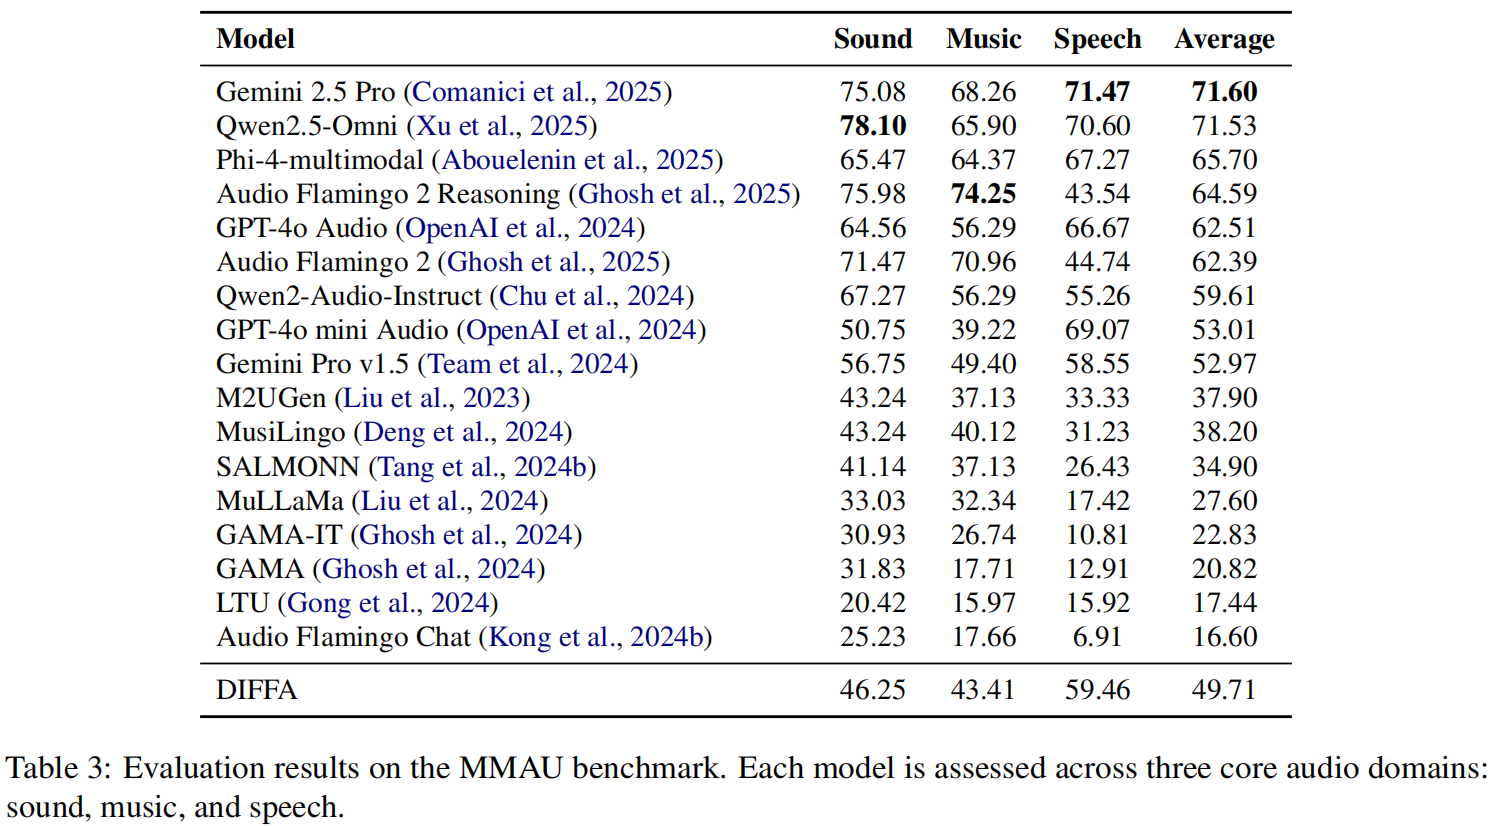 Model Sound Music Speech Average
Gemini 2.5 Pro (Comanici et al., 2025) 75.08 68.26 71.47 71.60
Qwen2.5-Omni (Xu et al., 2025) 78.10 65.90 70.60 71.53
Phi-4-multimodal (Abouelenin et al., 2025) 65.47 64.37 67.27 65.70
Audio Flamingo 2 Reasoning (Ghosh et al., 2025) 75.98 74.25 43.54 64.59
GPT-4o Audio (OpenAI et al., 2024) 64.56 56.29 66.67 62.51
Audio Flamingo 2 (Ghosh et al., 2025) 71.47 70.96 44.74 62.39
Qwen2-Audio-Instruct (Chu et al., 2024) 67.27 56.29 55.26 59.61
GPT-4o mini Audio (OpenAI et al., 2024) 50.75 39.22 69.07 53.01
Gemini Pro v1.5 (Team et al., 2024) 56.75 49.40 58.55 52.97
M2UGen (Liu et al., 2023) 43.24 37.13 33.33 37.90
MusiLingo (Deng et al., 2024) 43.24 40.12 31.23 38.20
SALMONN (Tang et al., 2024b) 41.14 37.13 26.43 34.90
MuLLaMa (Liu et al., 2024) 33.03 32.34 17.42 27.60
GAMA-IT (Ghosh et al., 2024) 30.93 26.74 10.81 22.83
GAMA (Ghosh et al., 2024) 31.83 17.71 12.91 20.82
LTU (Gong et al., 2024) 20.42 15.97 15.92 17.44
Audio Flamingo Chat (Kong et al., 2024b) 25.23 17.66 6.91 16.60
DIFFA 46.25 43.41 59.46 49.71
Table 3: Evaluation results on the MMAU benchmark. Each model is assessed across three core audio domains:
sound, music, and speech.